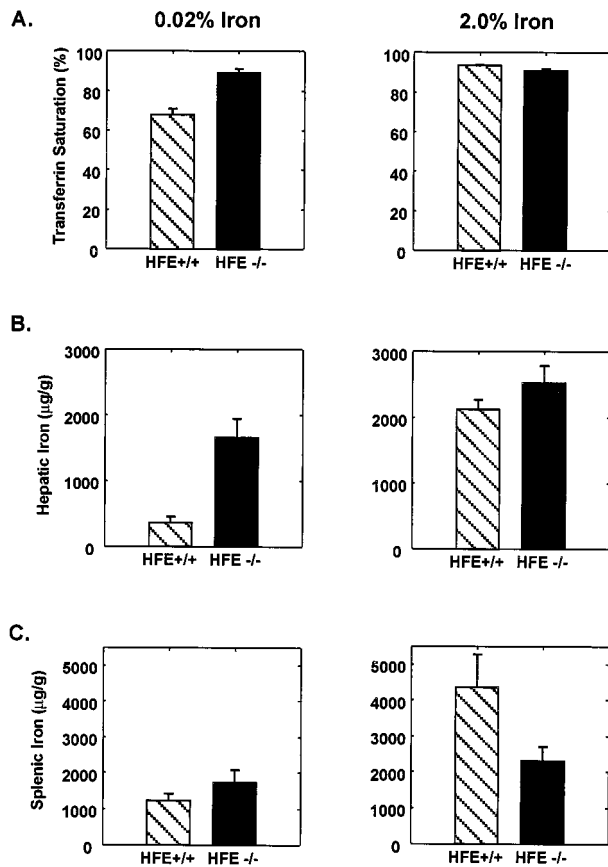 A.
0.02% Iron
2.0% Iron
Transferrin Saturation (%)
100
80
60
40
20
0
HFE+/+ HFE -/-
100
80
60
40
20
0
HFE+/+ HFE -/-
B.
Hepatic Iron (µg/g)
3000
2000
1000
0
HFE+/+ HFE -/-
3000
2000
1000
0
HFE+/+ HFE -/-
C.
Splenic Iron (µg/g)
5000
4000
3000
2000
1000
0
HFE+/+ HFE -/-
5000
4000
3000
2000
1000
0
HFE+/+ HFE -/-